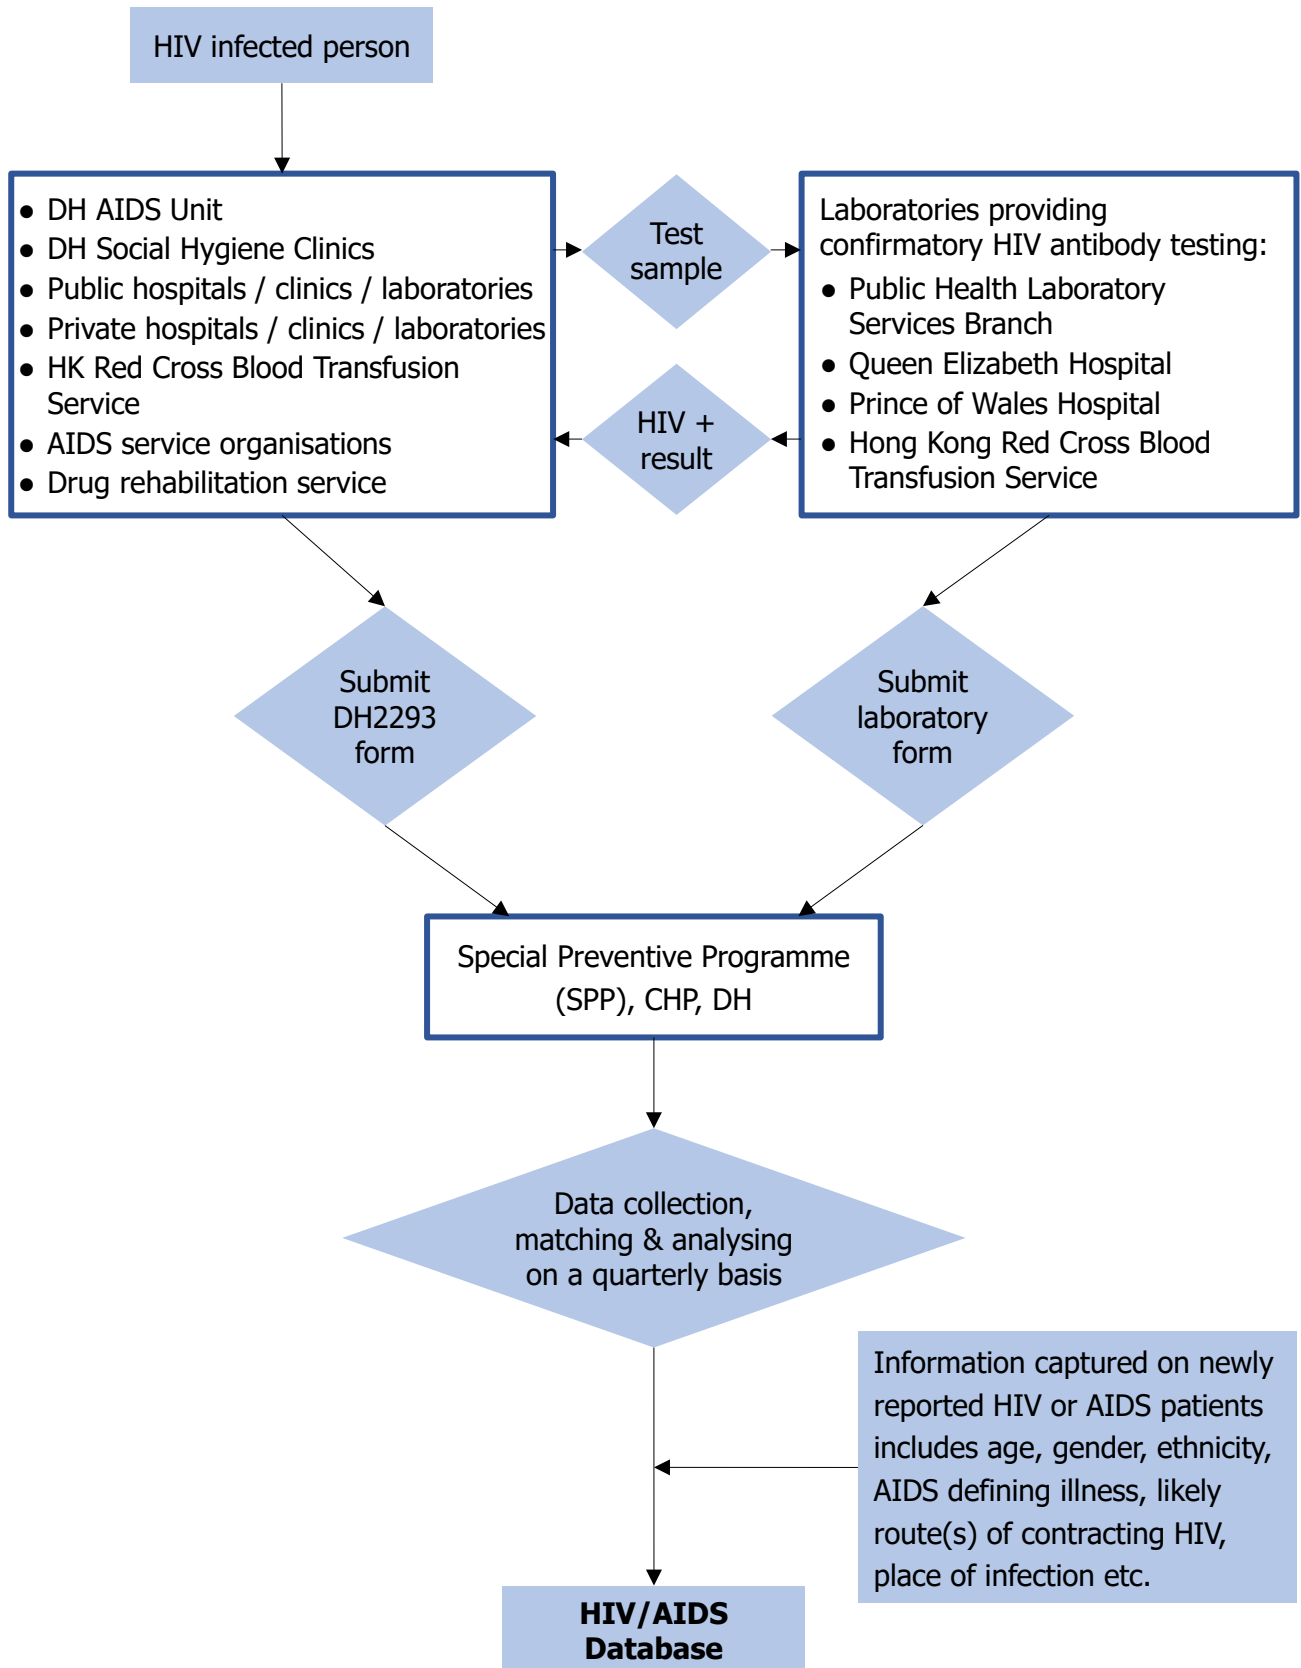 HIV infected person
● DH AIDS Unit
● DH Social Hygiene Clinics
● Public hospitals / clinics / laboratories
● Private hospitals / clinics / laboratories
● HK Red Cross Blood Transfusion
Service
● AIDS service organisations
● Drug rehabilitation service
Test
sample
HIV +
result
Laboratories providing
confirmatory HIV antibody testing:
● Public Health Laboratory
Services Branch
● Queen Elizabeth Hospital
● Prince of Wales Hospital
● Hong Kong Red Cross Blood
Transfusion Service
Submit
DH2293
form
Submit
laboratory
form
Special Preventive Programme
(SPP), CHP, DH
Data collection,
matching & analysing
on a quarterly basis
Information captured on newly
reported HIV or AIDS patients
includes age, gender, ethnicity,
AIDS defining illness, likely
route(s) of contracting HIV,
place of infection etc.
HIV/AIDS
Database